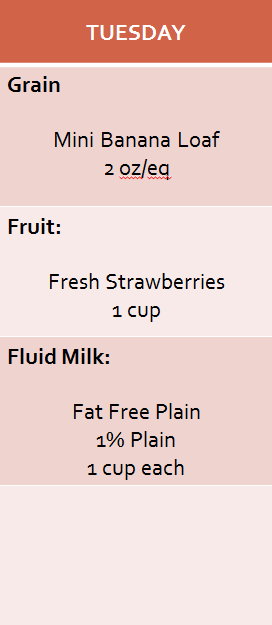 TUESDAY
Grain
Mini Banana Loaf
2 oz/eq
Fruit:
Fresh Strawberries
1 cup
Fluid Milk:
Fat Free Plain
1% Plain
1 cup each